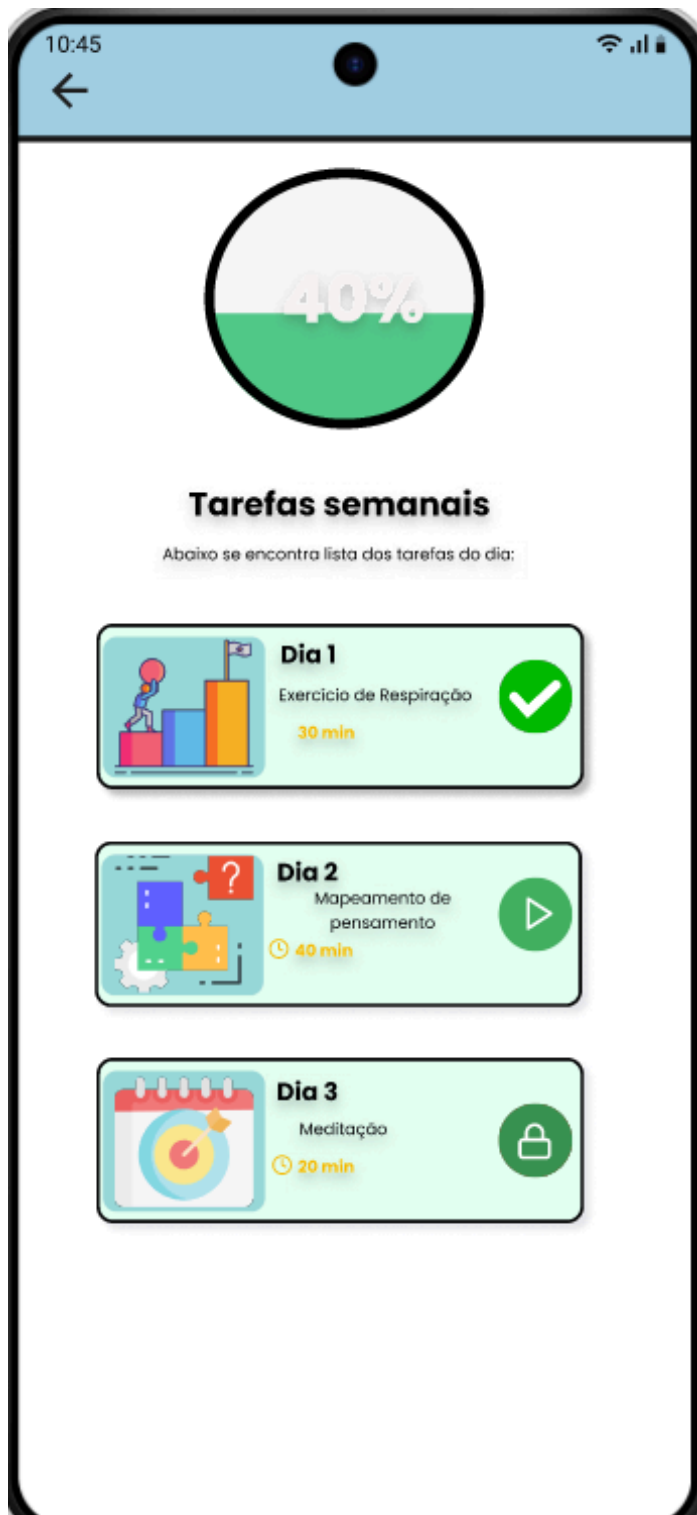 10:45
40%
Tarefas semanais
Abaixo se encontra lista dos tarefas do dia:
Dia 1
Exercício de Respiração
30 min
?
Dia 2
Mapeamento de
pensamento
40 min
Dia 3
Meditação
20 min